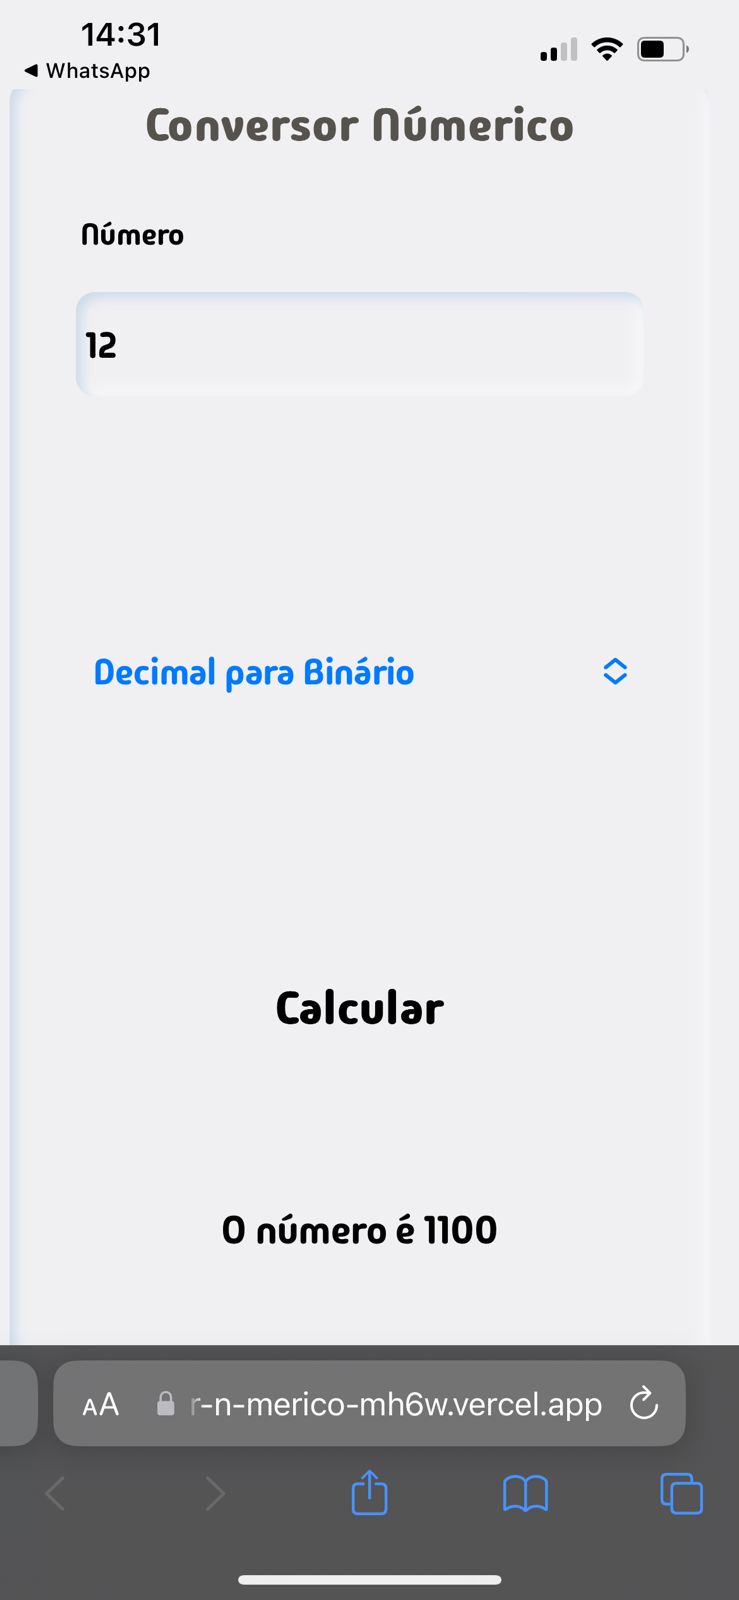 14:31
◀ WhatsApp
Conversor Númerico
Número
12
Decimal para Binário
Calcular
O número é 1100
AA r-n-merico-mh6w.vercel.app